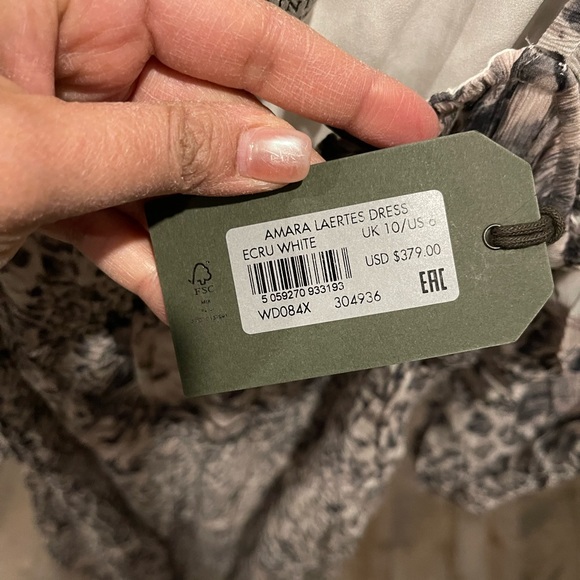 AMARA LAERTES DRESS
ECRU WHITE UK 10/US 6
USD $379.00
5 059270 933193
WD084X 304936
EAC
FSC